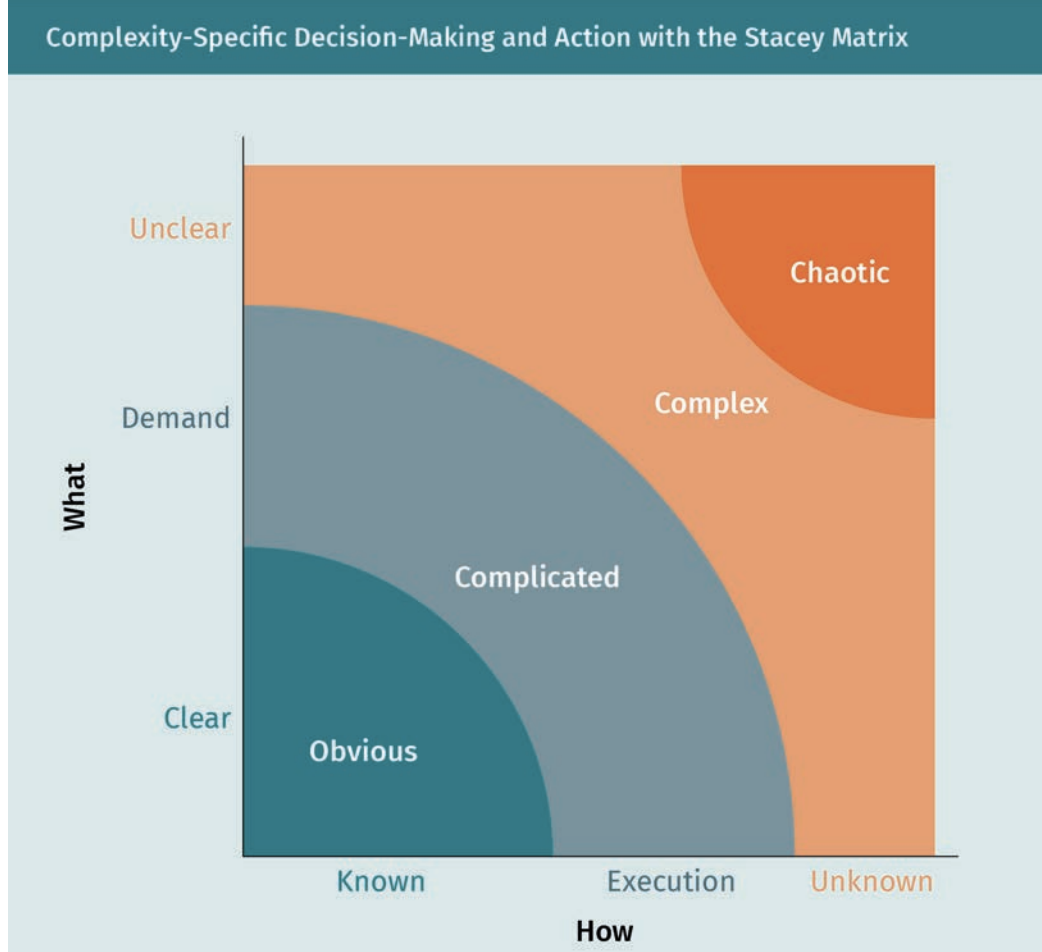 Complexity-Specific Decision-Making and Action with the Stacey Matrix
Unclear
Chaotic
Complex
Demand
What
Complicated
Clear
Obvious
Known
Execution
Unknown
How